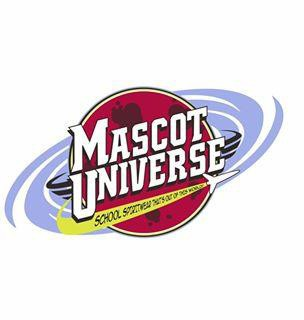 MASCOT
UNIVERSE
SCHOOL SPIRITWEAR THAT'S OUT OF THIS WORLD!